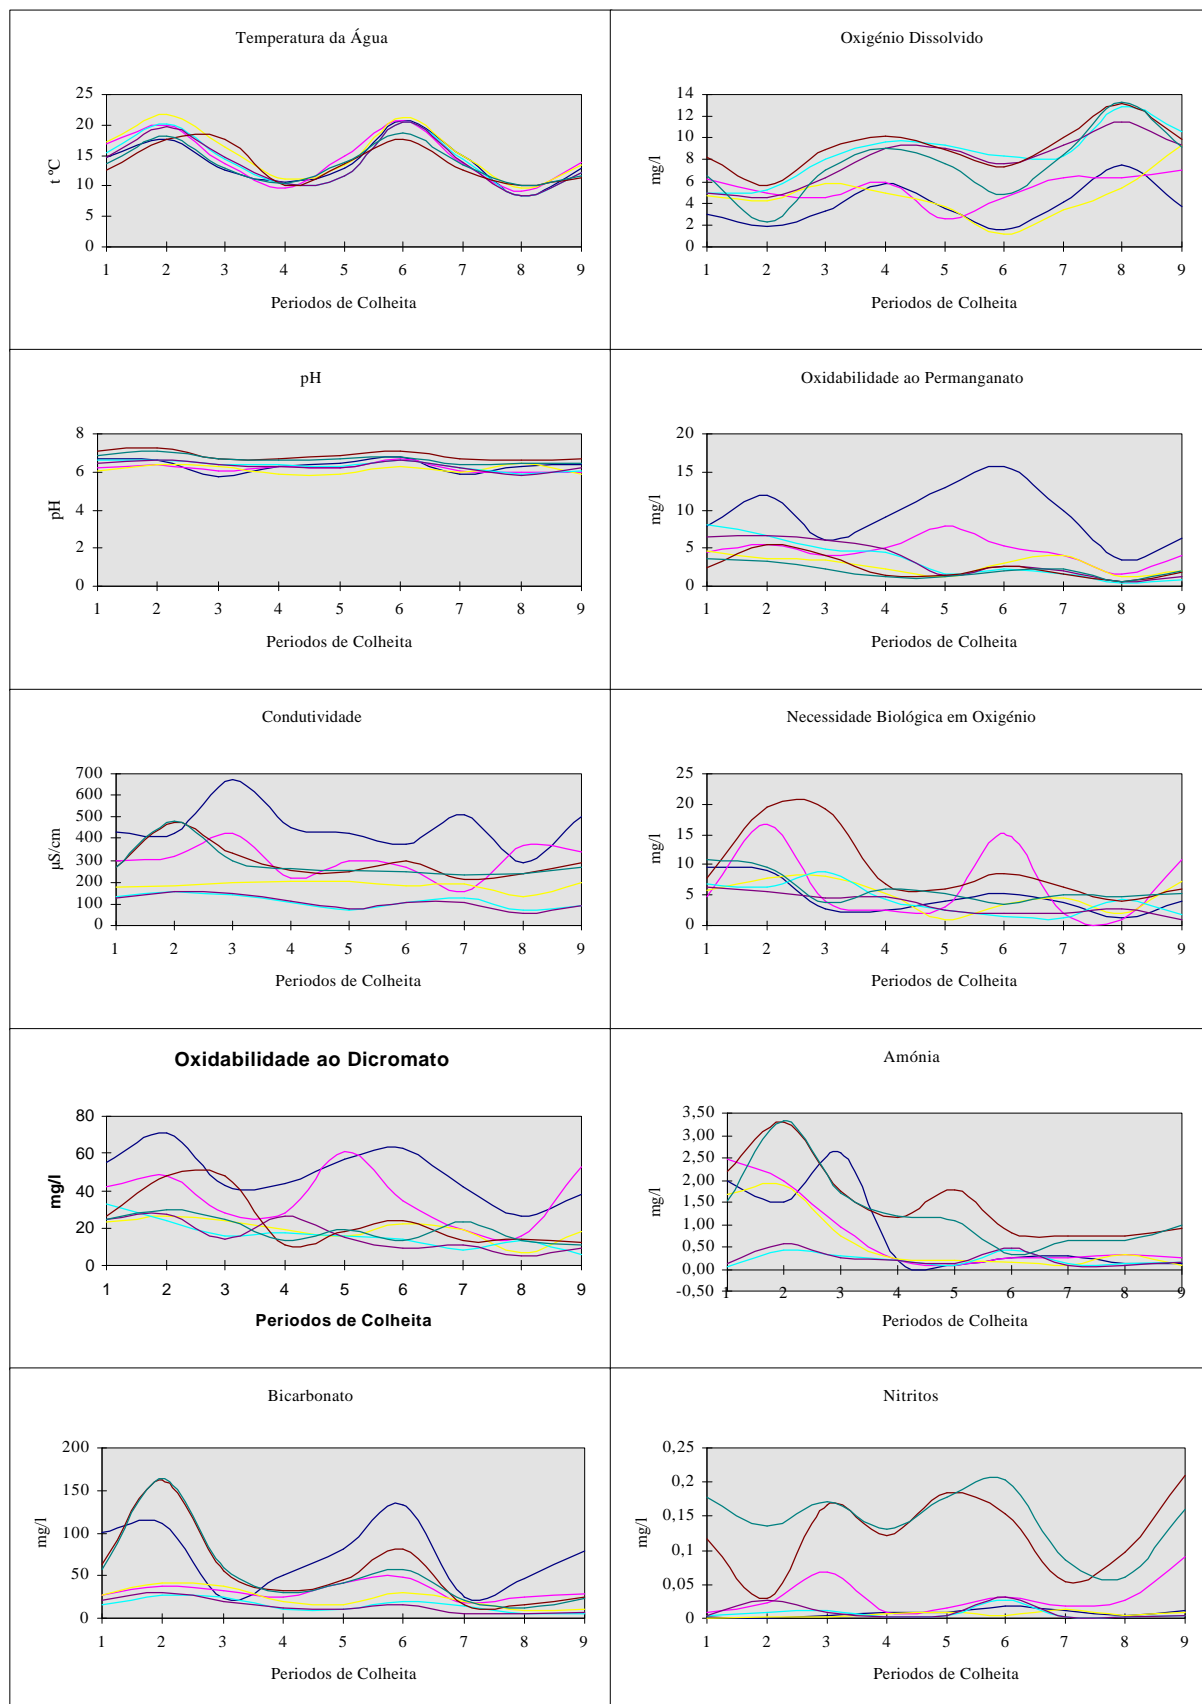 Temperatura da Água
25
20
15
10
5
0
t ºC
1 2 3 4 5 6 7 8 9
Periodos de Colheita
Oxigénio Dissolvido
14
12
10
8
6
4
2
0
mg/l
1 2 3 4 5 6 7 8 9
Periodos de Colheita
pH
8
6
4
2
0
pH
1 2 3 4 5 6 7 8 9
Periodos de Colheita
Oxidabilidade ao Permanganato
20
15
10
5
0
mg/l
1 2 3 4 5 6 7 8 9
Periodos de Colheita
Condutividade
700
600
500
400
300
200
100
0
µS/cm
1 2 3 4 5 6 7 8 9
Periodos de Colheita
Necessidade Biológica em Oxigénio
25
20
15
10
5
0
mg/l
1 2 3 4 5 6 7 8 9
Periodos de Colheita
Oxidabilidade ao Dicromato
80
60
40
20
0
mg/l
1 2 3 4 5 6 7 8 9
Periodos de Colheita
Amónia
3,50
3,00
2,50
2,00
1,50
1,00
0,50
0,00
-0,50
mg/l
1 2 3 4 5 6 7 8 9
Periodos de Colheita
Bicarbonato
200
150
100
50
0
mg/l
1 2 3 4 5 6 7 8 9
Periodos de Colheita
Nitritos
0,25
0,2
0,15
0,1
0,05
0
mg/l
1 2 3 4 5 6 7 8 9
Periodos de Colheita